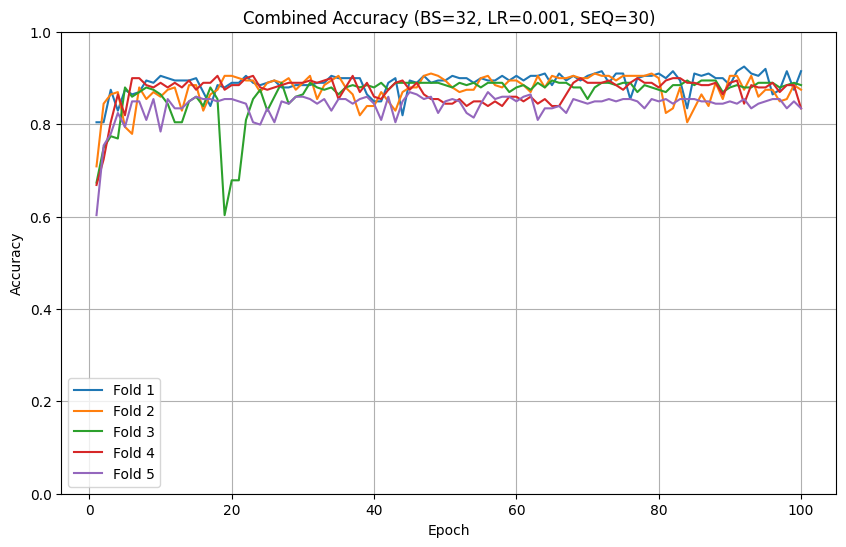 Combined Accuracy (BS=32, LR=0.001, SEQ=30)
1.0
0.8
0.6
0.4
0.2
0.0
Accuracy
Fold 1
Fold 2
Fold 3
Fold 4
Fold 5
0 20 40 60 80 100
Epoch